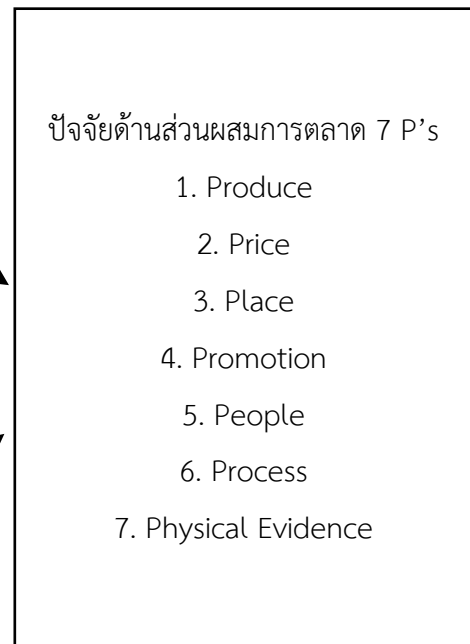 ปัจจัยด้านส่วนผสมการตลาด 7 P’s
1. Produce
2. Price
3. Place
4. Promotion
5. People
6. Process
7. Physical Evidence